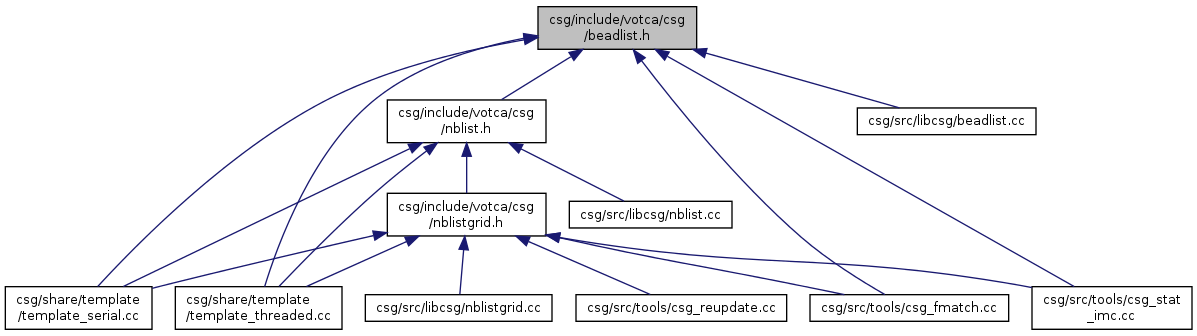 csg/include/votca/csg
/beadlist.h
csg/include/votca/csg
/nblist.h
csg/src/libcsg/beadlist.cc
csg/include/votca/csg
/nblistgrid.h
csg/src/libcsg/nblist.cc
csg/share/template
/template_serial.cc
csg/share/template
/template_threaded.cc
csg/src/libcsg/nblistgrid.cc
csg/src/tools/csg_reupdate.cc
csg/src/tools/csg_fmatch.cc
csg/src/tools/csg_stat
_imc.cc